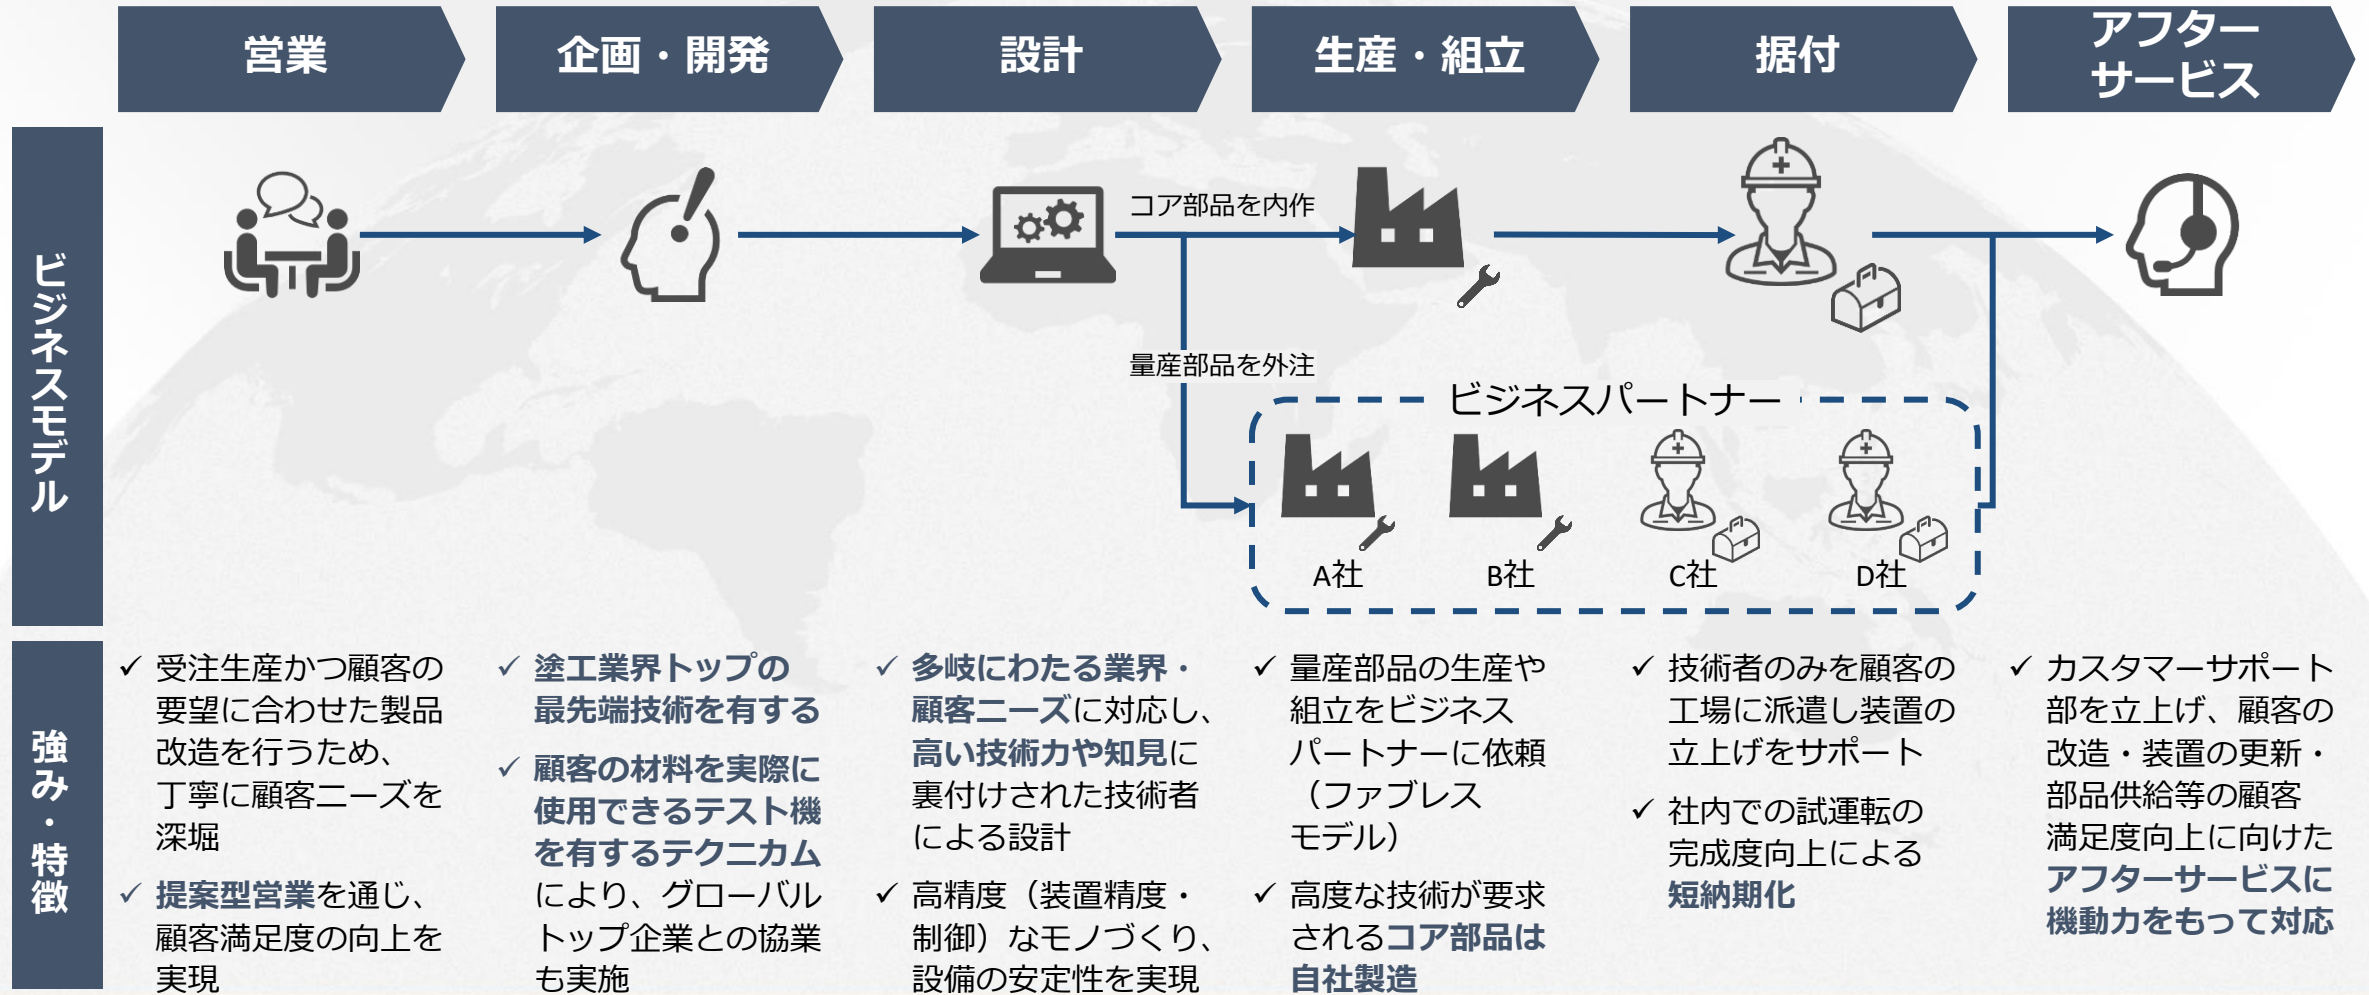 営業
企画・開発
設計
生産・組立
据付
アフター
サービス
ビジネスモデル
コア部品を内作
量産部品を外注
ビジネスパートナー
A社
B社
C社
D社
強み・特徴
✓ 受注生産かつ顧客の
要望に合わせた製品
改造を行うため、
丁寧に顧客ニーズを
深堀
✓ 提案型営業を通じ、
顧客満足度の向上を
実現
✓ 塗工業界トップの
最先端技術を有する
✓ 顧客の材料を実際に
使用できるテスト機
を有するテクニカム
により、グローバル
トップ企業との協業
も実施
✓ 多岐にわたる業界・
顧客ニーズに対応し、
高い技術力や知見に
裏付けされた技術者
による設計
✓ 高精度（装置精度・
制御）なモノづくり、
設備の安定性を実現
✓ 量産部品の生産や
組立をビジネス
パートナーに依頼
（ファブレス
モデル）
✓ 高度な技術が要求
されるコア部品は
自社製造
✓ 技術者のみを顧客の
工場に派遣し装置の
立上げをサポート
✓ 社内での試運転の
完成度向上による
短納期化
✓ カスタマーサポート
部を立上げ、顧客の
改造・装置の更新・
部品供給等の顧客
満足度向上に向けた
アフターサービスに
機動力をもって対応